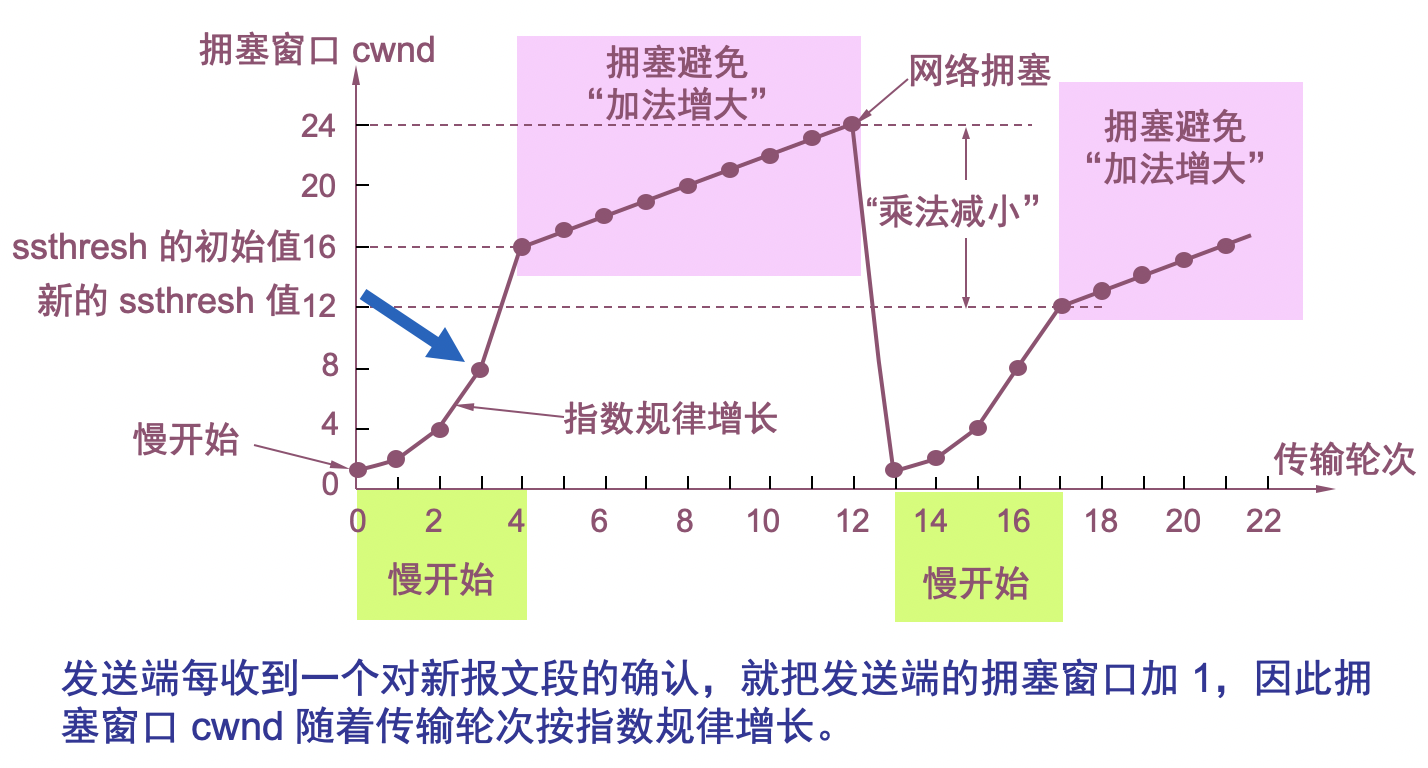 拥塞窗口 cwnd
拥塞避免
“加法增大”
网络拥塞
拥塞避免
“加法增大”
24
20
“乘法减小”
ssthresh 的初始值16
新的 ssthresh 值12
8
4
指数规律增长
慢开始
传输轮次
0
0 2 4 6 8 10 12 14 16 18 20 22
慢开始
慢开始
发送端每收到一个对新报文段的确认，就把发送端的拥塞窗口加 1，因此拥
塞窗口 cwnd 随着传输轮次按指数规律增长。